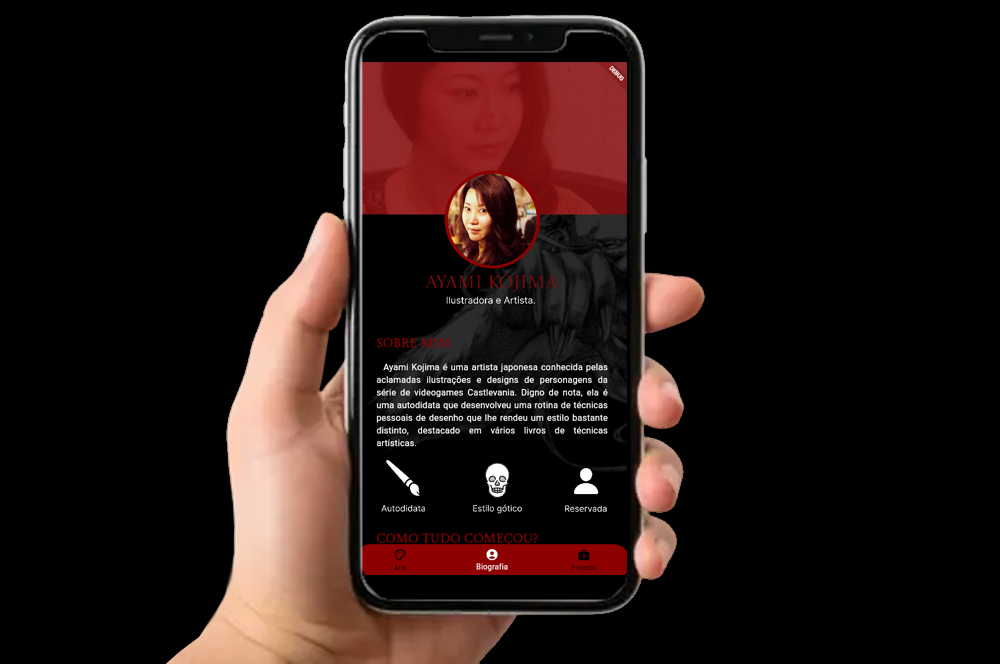 DEBUG
AYAMI KOJIMA
Ilustradora e Artista.
SOBRE MIM
Ayami Kojima é uma artista japonesa conhecida pelas
aclamadas ilustrações e designs de personagens da
série de videogames Castlevania. Digno de nota, ela é
uma autodidata que desenvolveu uma rotina de técnicas
pessoais de desenho que lhe rendeu um estilo bastante
distinto, destacado em vários livros de técnicas
artísticas.
Autodidata Estilo gótico Reservada
COMO TUDO COMEÇOU?
Arte Biografia Projetos